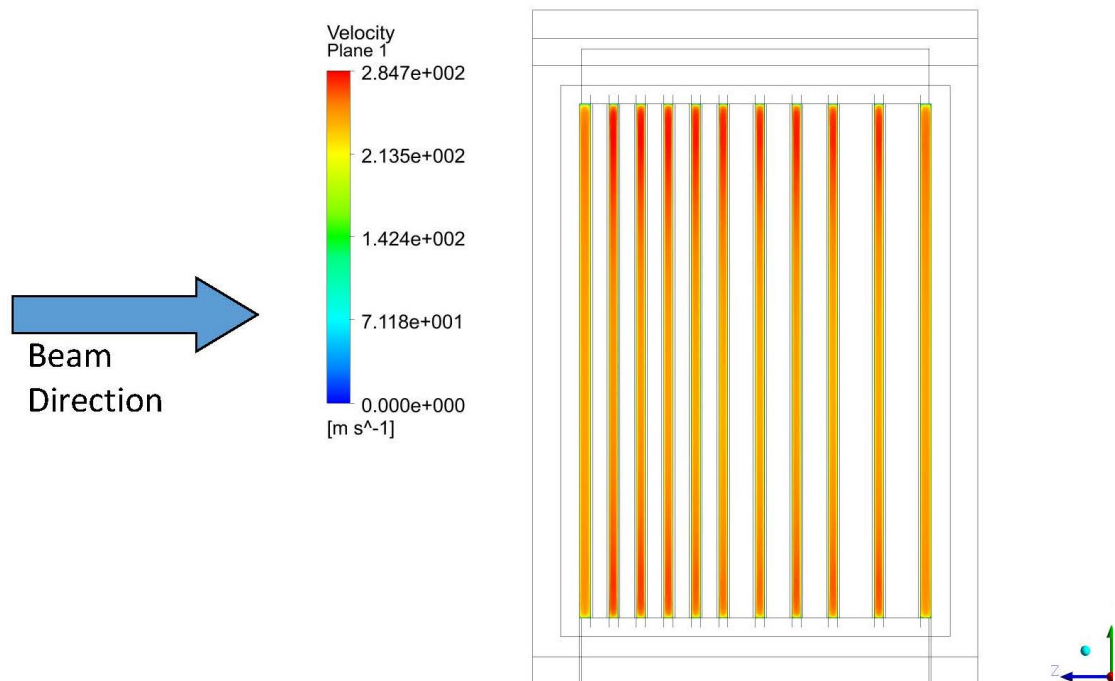 Velocity
Plane 1
2.847e+002
2.135e+002
1.424e+002
7.118e+001
0.000e+000
[m s^-1]
Beam
Direction
Z